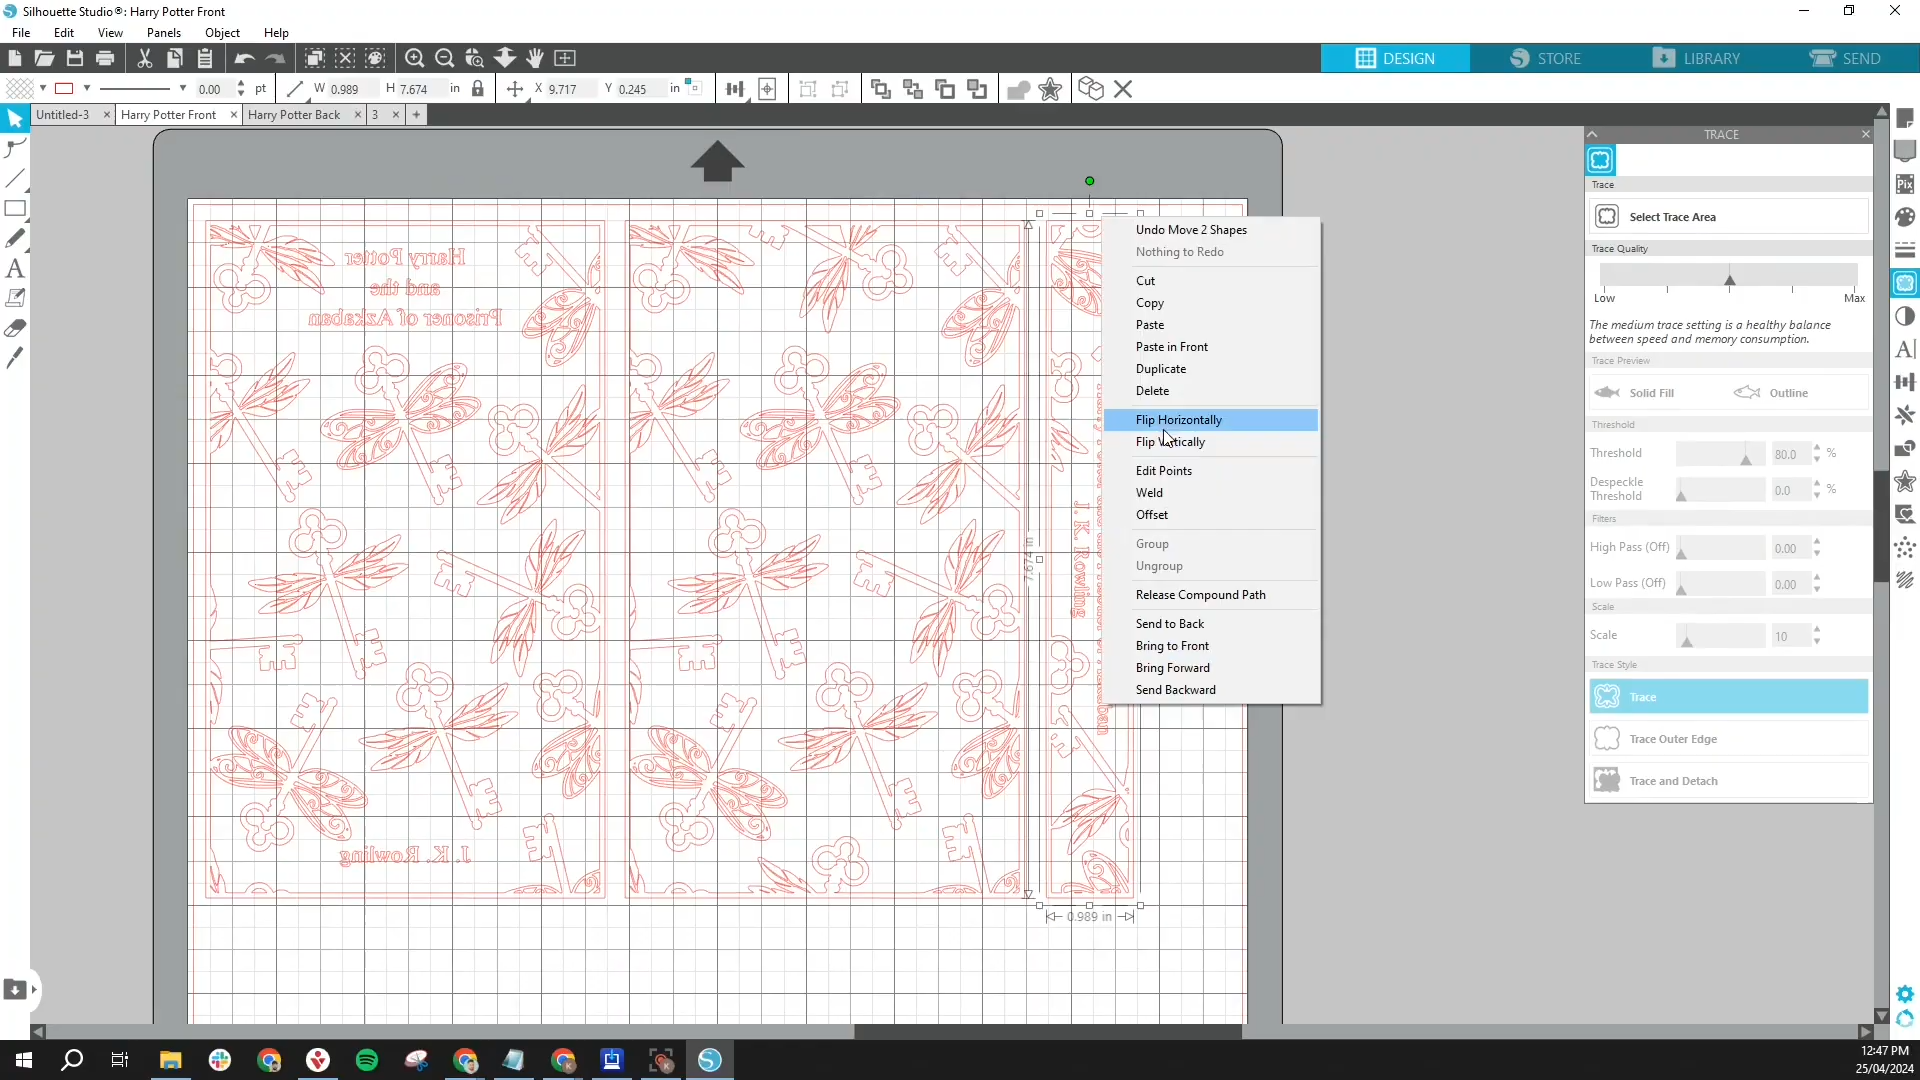 Silhouette Studio®: Harry Potter Front
File Edit View Panels Object Help
DESIGN STORE LIBRARY SEND
0.00 pt W 0.989 H 7.674 in X 9.717 Y 0.245 in
Untitled-3 Harry Potter Front Harry Potter Back 3
TRACE
Trace
Select Trace Area
Trace Quality
Low Max
The medium trace setting is a healthy balance
between speed and memory consumption.
Trace Preview
Solid Fill Outline
Threshold
Threshold 80.0 %
Despeckle
Threshold 0.0 %
Filters
High Pass (Off) 0.00
Low Pass (Off) 0.00
Scale
Scale 10
Trace Style
Trace
Trace Outer Edge
Trace and Detach
Undo Move 2 Shapes
Nothing to Redo
Cut
Copy
Paste
Paste in Front
Duplicate
Delete
Flip Horizontally
Flip Vertically
Edit Points
Weld
Offset
Group
Ungroup
Release Compound Path
Send to Back
Bring to Front
Bring Forward
Send Backward
Harry Potter
and the
Prisoner of Azkaban
J. K. Rowling
J. K. Rowling
7.674 in
0.989 in
Pix
12:47 PM
25/04/2024